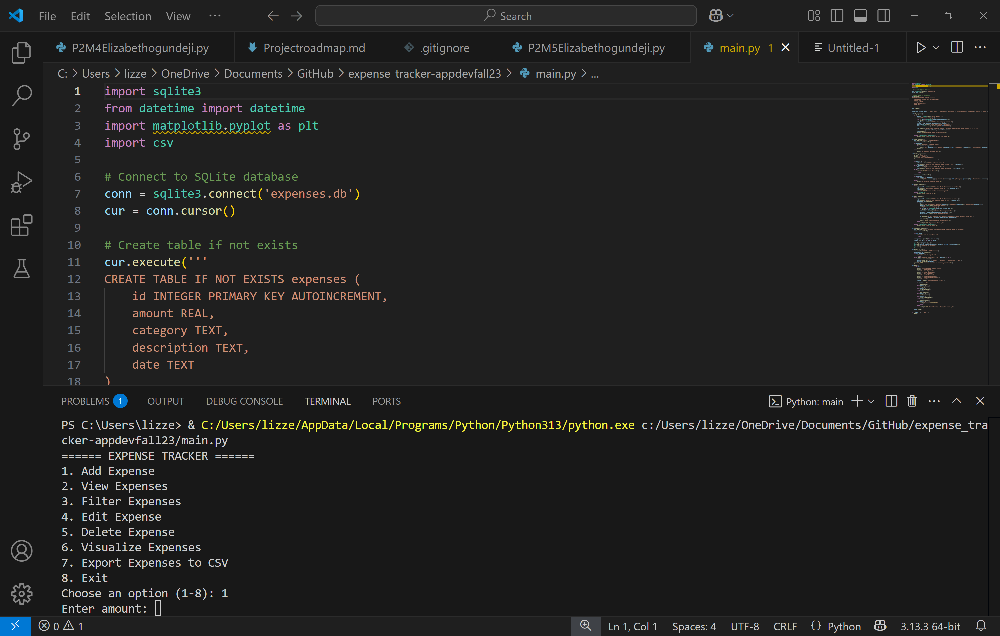 File Edit Selection View ··· Search
P2M4Elizabethogundeji.py Projectroadmap.md .gitignore P2M5Elizabethogundeji.py main.py 1 Untitled-1
C: > Users > lizze > OneDrive > Documents > GitHub > expense_tracker-appdevfall23 > main.py > ...
1 import sqlite3
2 from datetime import datetime
3 import matplotlib.pyplot as plt
4 import csv
5
6 # Connect to SQLite database
7 conn = sqlite3.connect('expenses.db')
8 cur = conn.cursor()
9
10 # Create table if not exists
11 cur.execute('''
12 CREATE TABLE IF NOT EXISTS expenses (
13     id INTEGER PRIMARY KEY AUTOINCREMENT,
14     amount REAL,
15     category TEXT,
16     description TEXT,
17     date TEXT
18 )
PROBLEMS 1 OUTPUT DEBUG CONSOLE TERMINAL PORTS Python: main
PS C:\Users\lizze> & C:/Users/lizze/AppData/Local/Programs/Python/Python313/python.exe c:/Users/lizze/OneDrive/Documents/GitHub/expense_tra
cker-appdevfall23/main.py
====== EXPENSE TRACKER ======
1. Add Expense
2. View Expenses
3. Filter Expenses
4. Edit Expense
5. Delete Expense
6. Visualize Expenses
7. Export Expenses to CSV
8. Exit
Choose an option (1-8): 1
Enter amount:
0 1 Ln 1, Col 1 Spaces: 4 UTF-8 CRLF {} Python 3.13.3 64-bit